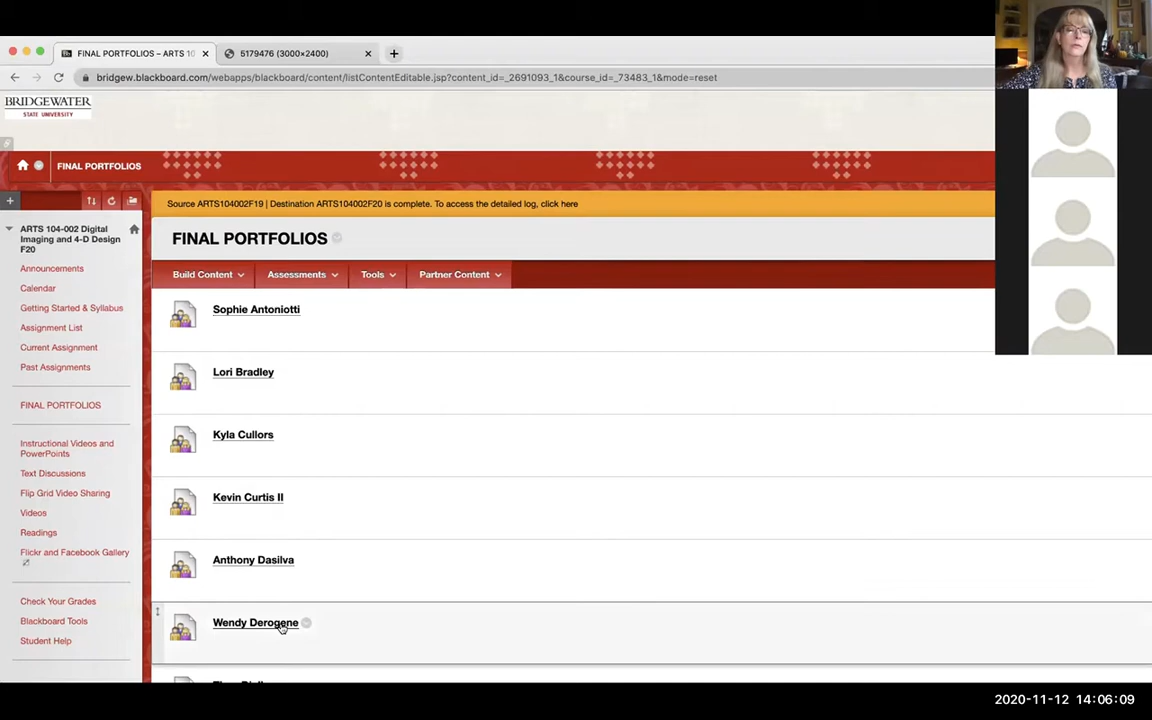 FINAL PORTFOLIOS – ARTS 10
5179476 (3000×2400)
bridgew.blackboard.com/webapps/blackboard/content/listContentEditable.jsp?content_id=_2691093_1&course_id=_73483_1&mode=reset
BRIDGEWATER
STATE UNIVERSITY
FINAL PORTFOLIOS
Source ARTS104002F19 | Destination ARTS104002F20 is complete. To access the detailed log, click here
ARTS 104-002 Digital
Imaging and 4-D Design
F20
Announcements
Calendar
Getting Started & Syllabus
Assignment List
Current Assignment
Past Assignments
FINAL PORTFOLIOS
Instructional Videos and
PowerPoints
Text Discussions
Flip Grid Video Sharing
Videos
Readings
Flickr and Facebook Gallery
Check Your Grades
Blackboard Tools
Student Help
FINAL PORTFOLIOS
Build Content
Assessments
Tools
Partner Content
Sophie Antoniotti
Lori Bradley
Kyla Cullors
Kevin Curtis II
Anthony Dasilva
Wendy Derogene
2020-11-12 14:06:09